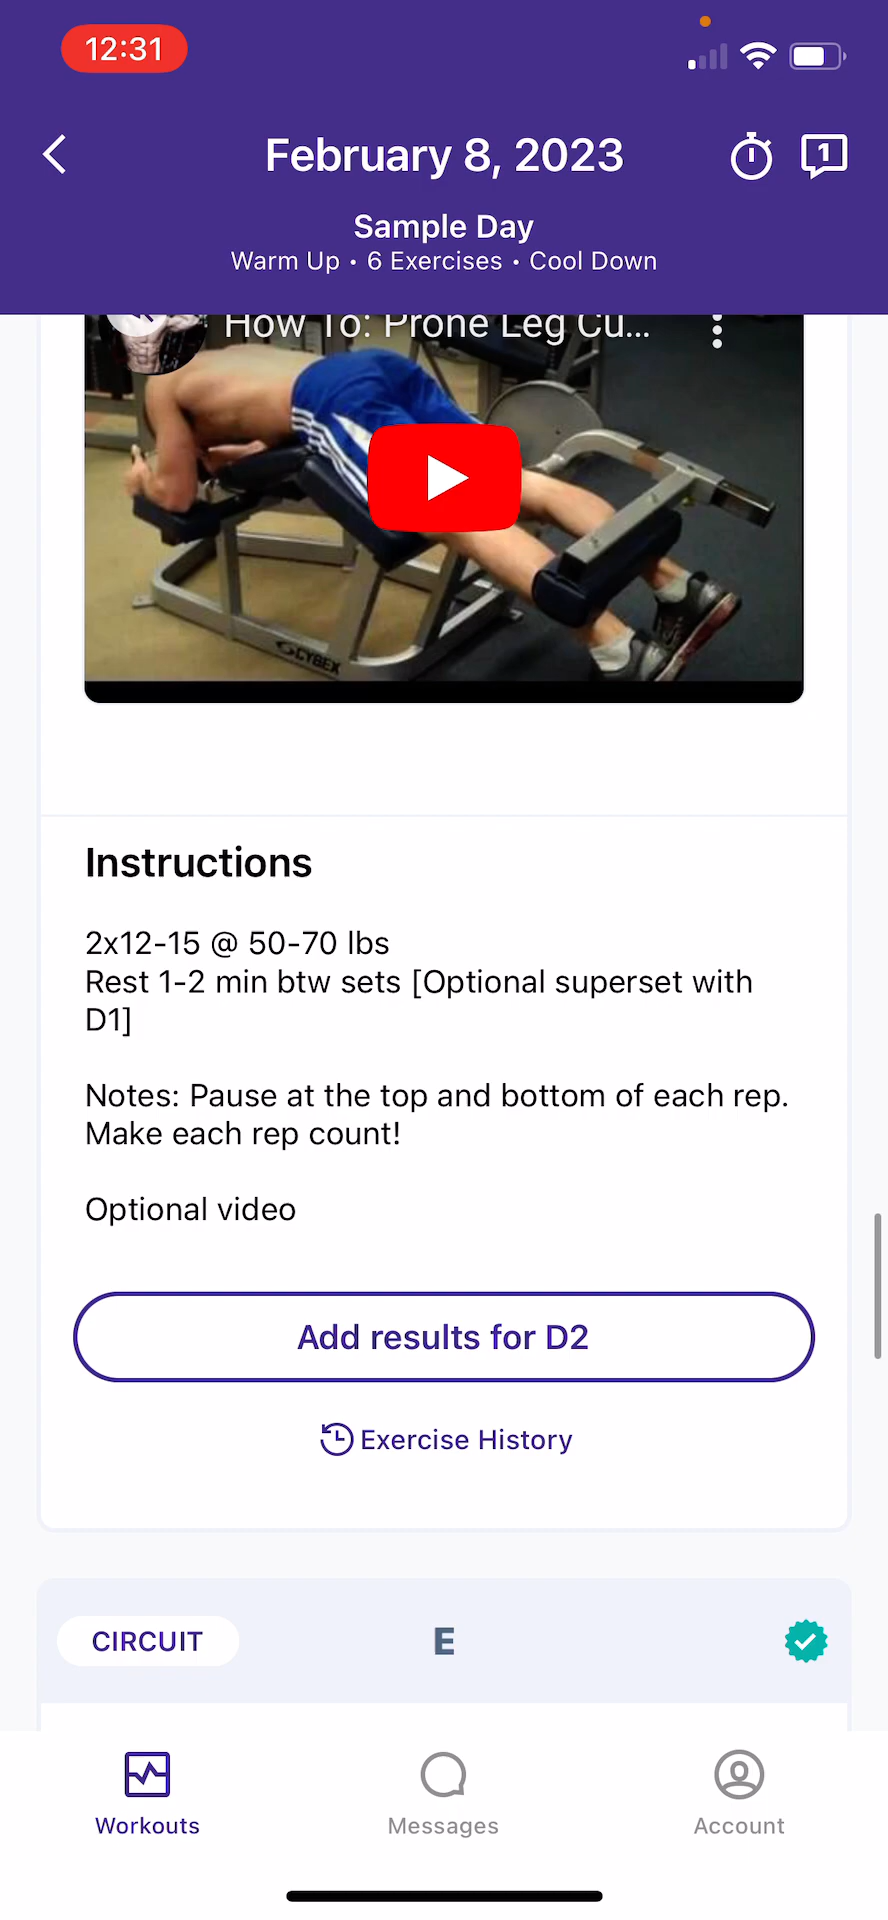 12:31
February 8, 2023
1
Sample Day
Warm Up • 6 Exercises • Cool Down
How To: Prone Leg Cu...
CYBEX
Instructions
2x12-15 @ 50-70 lbs
Rest 1-2 min btw sets [Optional superset with
D1]
Notes: Pause at the top and bottom of each rep.
Make each rep count!
Optional video
Add results for D2
Exercise History
CIRCUIT
E
Workouts
Messages
Account